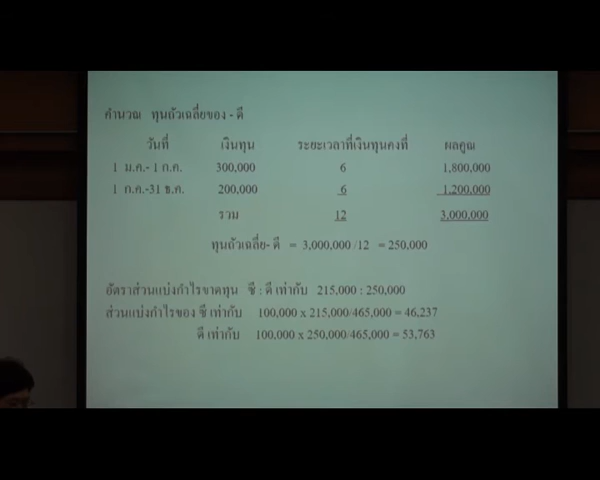 คำนวณ ทุนถัวเฉลี่ยของ - ดี
วันที่ เงินทุน ระยะเวลาที่เงินทุนคงที่ ผลคูณ
1 ม.ค.- 1 ก.ค. 300,000 6 1,800,000
1 ก.ค.-31 ธ.ค. 200,000 6 1,200,000
รวม 12 3,000,000
ทุนถัวเฉลี่ย- ดี = 3,000,000 /12 = 250,000
อัตราส่วนแบ่งกำไรขาดทุน ซี : ดี เท่ากับ 215,000 : 250,000
ส่วนแบ่งกำไรของ ซี เท่ากับ 100,000 x 215,000/465,000 = 46,237
ดี เท่ากับ 100,000 x 250,000/465,000 = 53,763